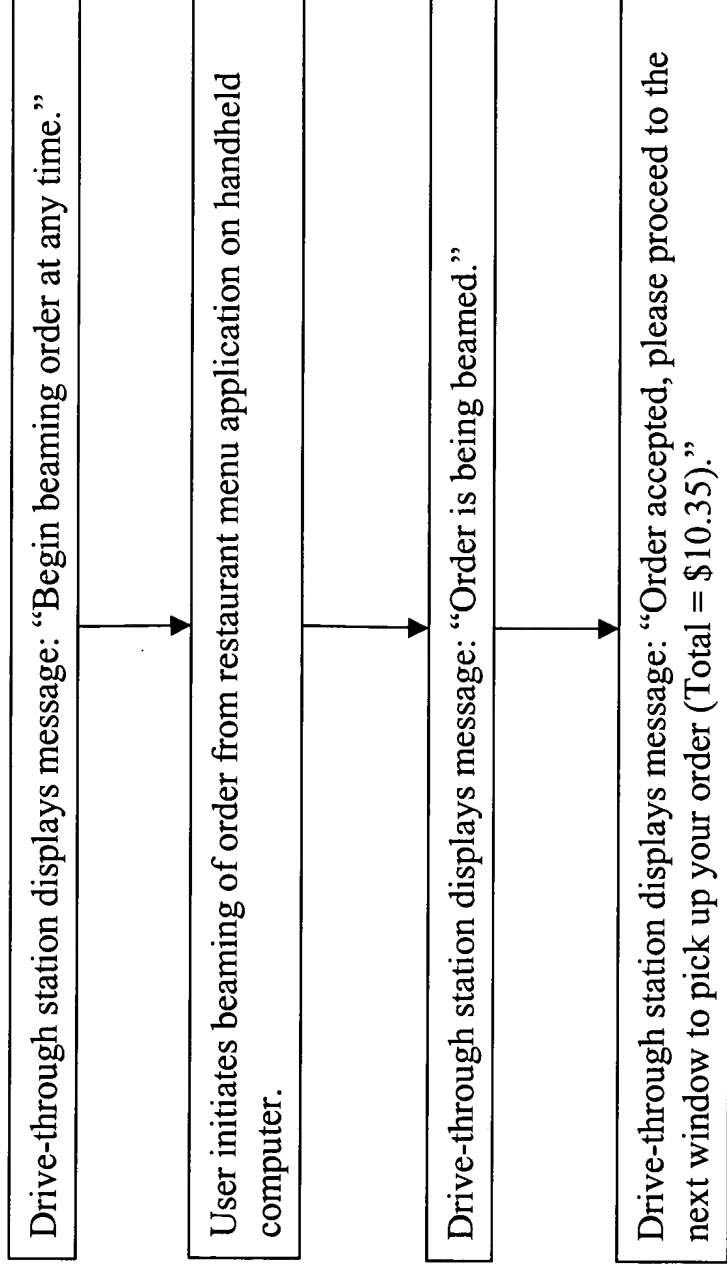 Drive-through station displays message: “Begin beaming order at any time.”
User initiates beaming of order from restaurant menu application on handheld
computer.
Drive-through station displays message: “Order is being beamed.”
Drive-through station displays message: “Order accepted, please proceed to the
next window to pick up your order (Total = $10.35).”